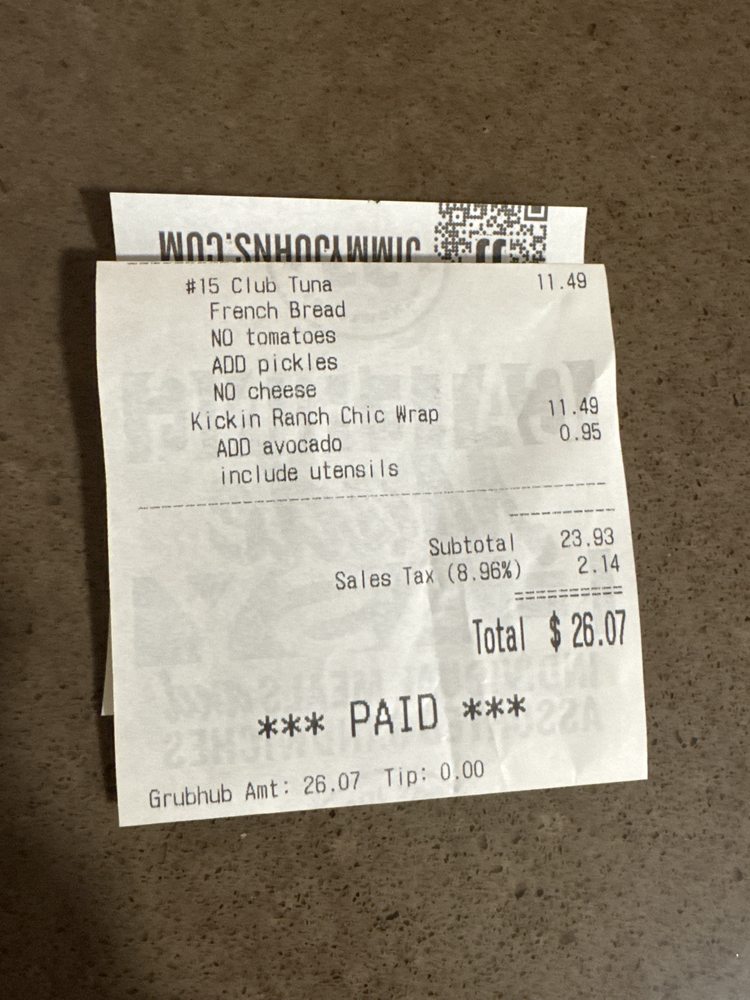 JIMMYJOHNS.COM
JJ
#15 Club Tuna 11.49
French Bread
NO tomatoes
ADD pickles
NO cheese
Kickin Ranch Chic Wrap 11.49
ADD avocado 0.95
include utensils
Subtotal 23.93
Sales Tax (8.96%) 2.14
Total $ 26.07
*** PAID ***
Grubhub Amt: 26.07 Tip: 0.00